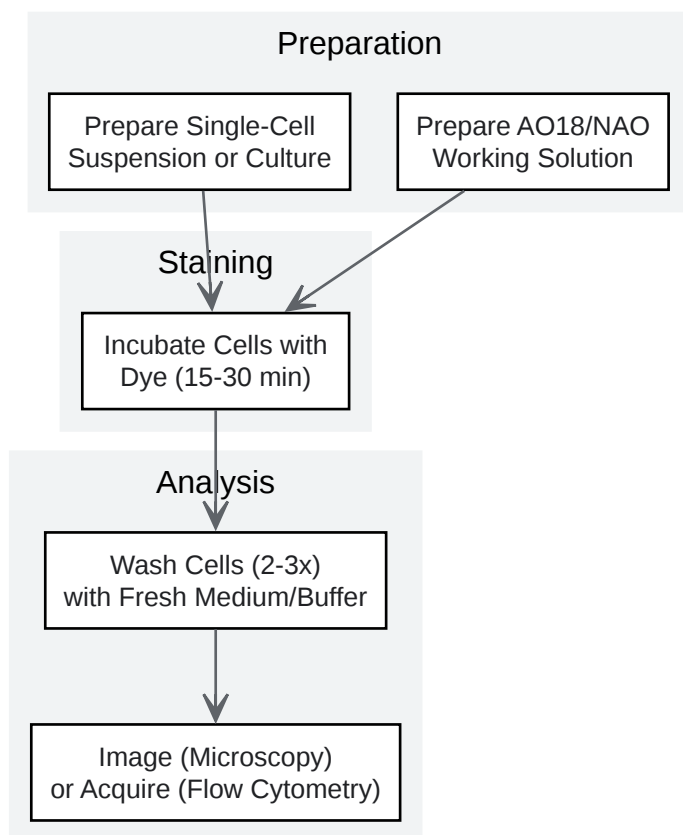 Preparation
Prepare Single-Cell
Suspension or Culture
Prepare AO18/NAO
Working Solution
Staining
Incubate Cells with
Dye (15-30 min)
Analysis
Wash Cells (2-3x)
with Fresh Medium/Buffer
Image (Microscopy)
or Acquire (Flow Cytometry)